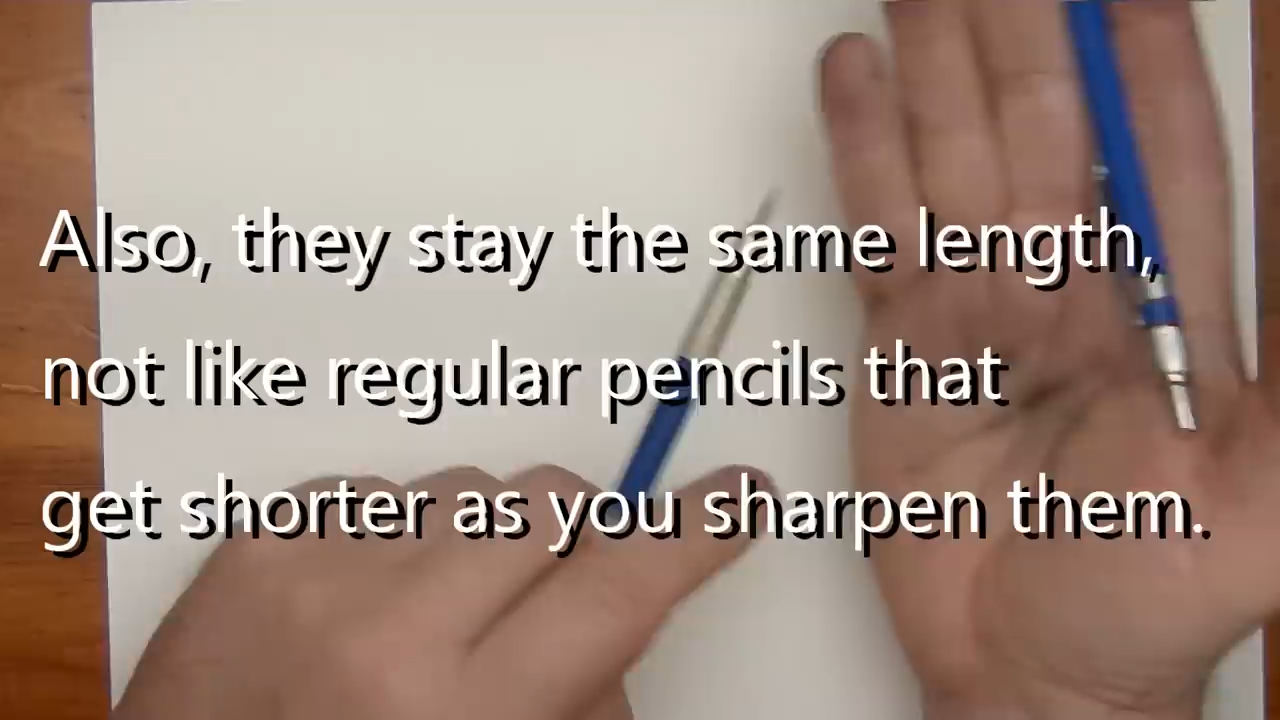 Also, they stay the same length,
not like regular pencils that
get shorter as you sharpen them.